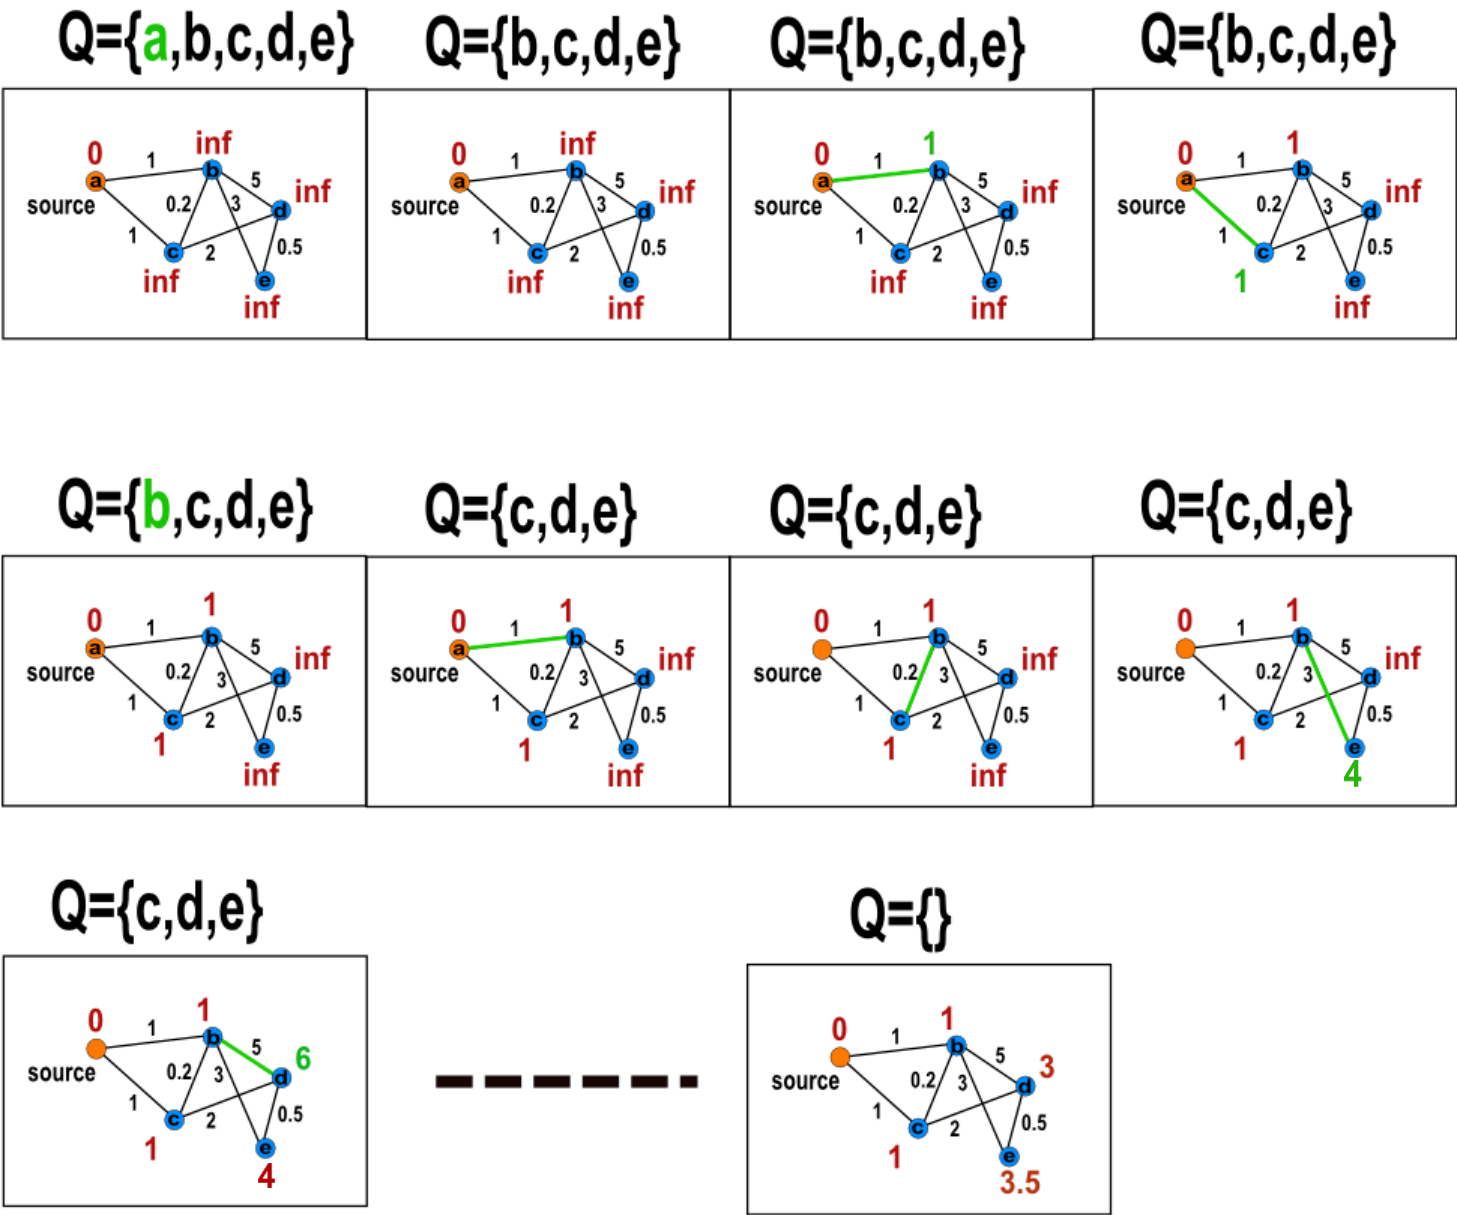 Q={a,b,c,d,e} Q={b,c,d,e} Q={b,c,d,e} Q={b,c,d,e}
0 1 inf
a b 5 inf
source 0.2 3 d
1 c 2 0.5
inf e
inf
0 1 inf
a b 5 inf
source 0.2 3 d
1 c 2 0.5
inf e
inf
0 1 1
a b 5 inf
source 0.2 3 d
1 c 2 0.5
inf e
inf
0 1 1
a b 5 inf
source 0.2 3 d
1 c 2 0.5
1 e
inf
Q={b,c,d,e} Q={c,d,e} Q={c,d,e} Q={c,d,e}
0 1 1
a b 5 inf
source 0.2 3 d
1 c 2 0.5
1 e
inf
0 1 1
a b 5 inf
source 0.2 3 d
1 c 2 0.5
1 e
inf
0 1 1
b 5 inf
source 0.2 3 d
1 c 2 0.5
1 e
inf
0 1 1
b 5 inf
source 0.2 3 d
1 c 2 0.5
1 e
4
Q={c,d,e} Q={}
0 1 1
b 5 6
source 0.2 3 d
1 c 2 0.5
1 e
4
0 1 1
b 5 3
source 0.2 3 d
1 c 2 0.5
1 e
3.5